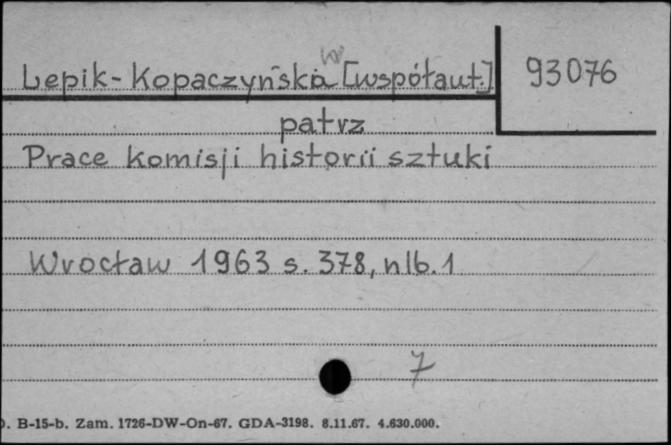 Lepik-Kopaczyńska W [współaut.]
93076
patrz
Prace Komisji historii sztuki
Wrocław 1963 s. 378, nlb. 1
7
B-15-b. Zam. 1726-DW-On-67. GDA-3198. 8.11.67. 4.630.000.